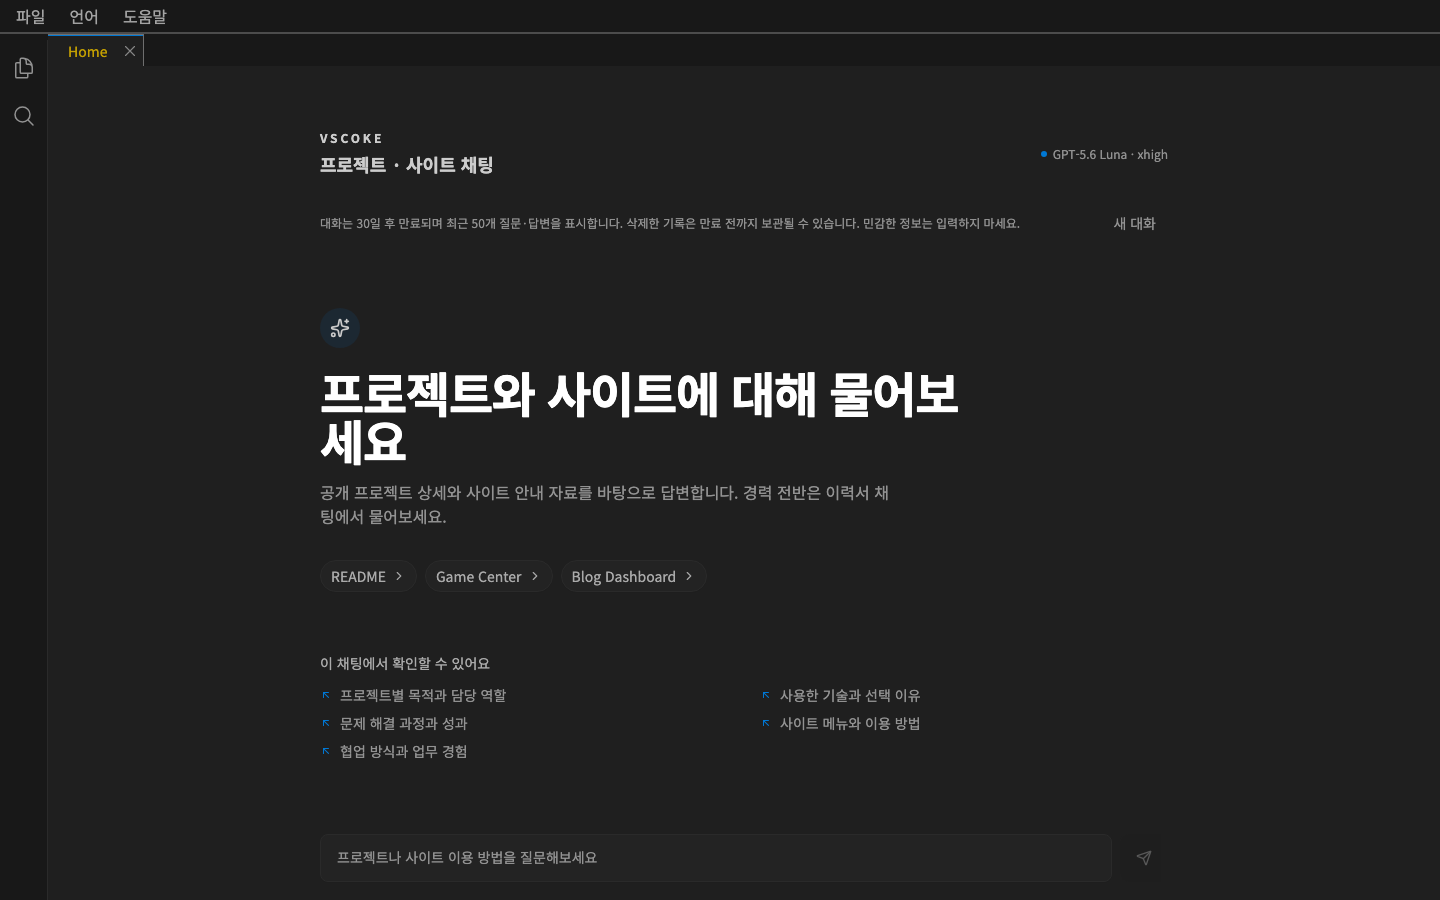 파일 언어 도움말
Home
VSCOKE
프로젝트 · 사이트 채팅
GPT-5.6 Luna · xhigh
대화는 30일 후 만료되며 최근 50개 질문·답변을 표시합니다. 삭제한 기록은 만료 전까지 보관될 수 있습니다. 민감한 정보는 입력하지 마세요.
새 대화
프로젝트와 사이트에 대해 물어보
세요
공개 프로젝트 상세와 사이트 안내 자료를 바탕으로 답변합니다. 경력 전반은 이력서 채
팅에서 물어보세요.
README
Game Center
Blog Dashboard
이 채팅에서 확인할 수 있어요
프로젝트별 목적과 담당 역할
사용한 기술과 선택 이유
문제 해결 과정과 성과
사이트 메뉴와 이용 방법
협업 방식과 업무 경험
프로젝트나 사이트 이용 방법을 질문해보세요